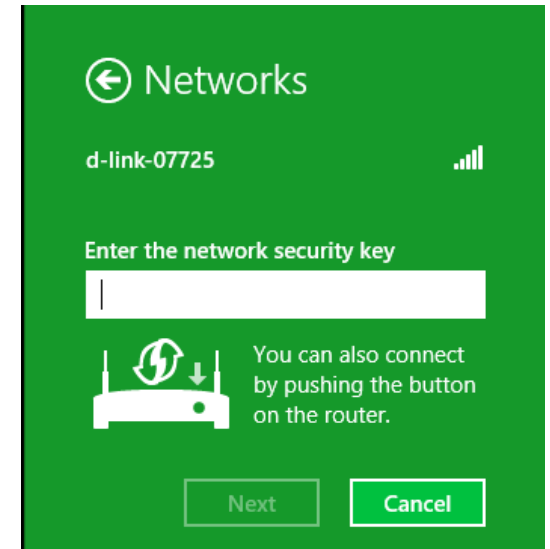 Networks
d-link-07725
Enter the network security key
You can also connect
by pushing the button
on the router.
Next
Cancel